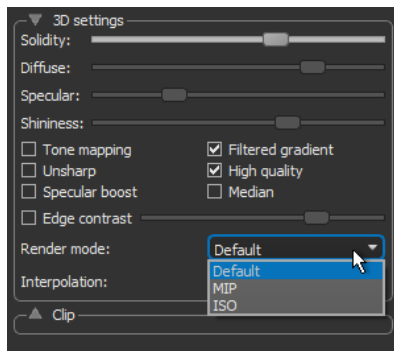 3D settings
Solidity:
Diffuse:
Specular:
Shininess:
Tone mapping Filtered gradient
Unsharp High quality
Specular boost Median
Edge contrast
Render mode: Default
Default
MIP
Interpolation:
ISO
Clip